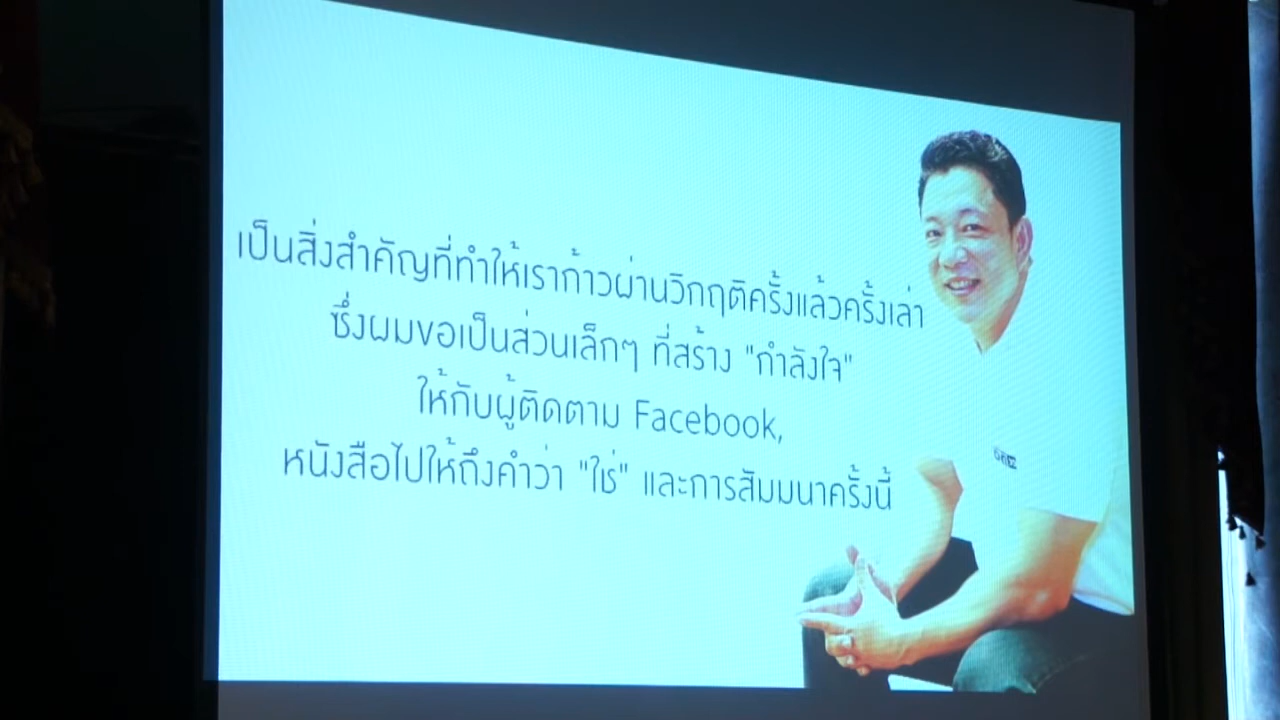 เป็นสิ่งสำคัญที่ทำให้เราก้าวผ่านวิกฤติครั้งแล้วครั้งเล่า
ซึ่งผมขอเป็นส่วนเล็กๆ ที่สร้าง "กำลังใจ"
ให้กับผู้ติดตาม Facebook,
หนังสือไปให้ถึงคำว่า "ใช่" และการสัมมนาครั้งนี้